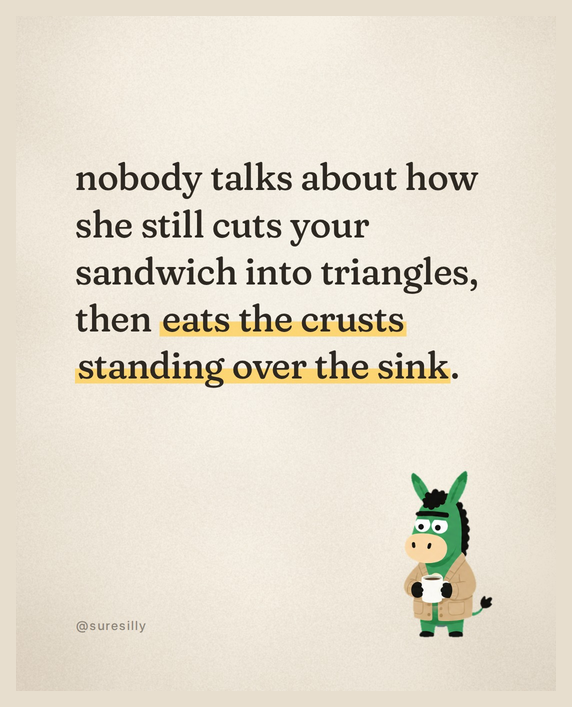 nobody talks about how
she still cuts your
sandwich into triangles,
then eats the crusts
standing over the sink.
@suresilly